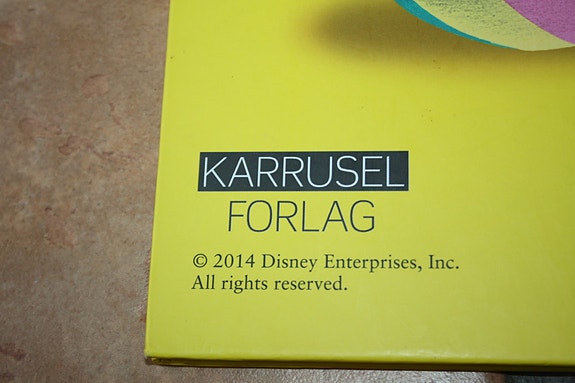 KARRUSEL
FORLAG
© 2014 Disney Enterprises, Inc.
All rights reserved.